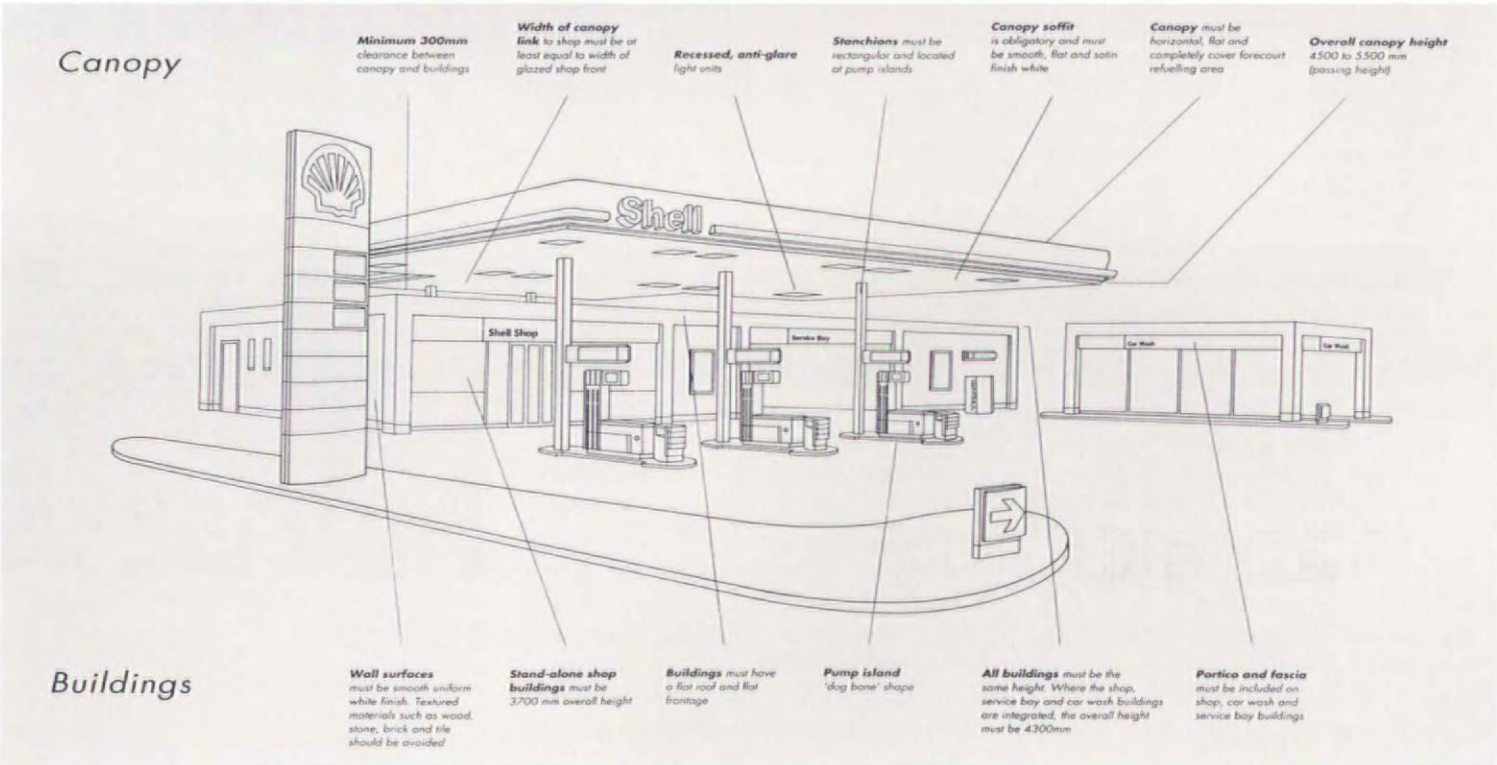 Canopy
Minimum 300mm
clearance between
canopy and buildings
Width of canopy
link to shop must be at
least equal to width of
glazed shop front
Recessed, anti-glare
light units
Stanchions must be
rectangular and located
at pump islands
Canopy soffit
is obligatory and must
be smooth, flat and satin
finish white
Canopy must be
horizontal, flat and
completely cover forecourt
refuelling area
Overall canopy height
4500 to 5500 mm
(passing height)
Shell
Shell Shop
Service Bay
Car Wash
Car Wash
Buildings
Wall surfaces
must be smooth uniform
white finish. Textured
materials such as wood,
stone, brick and tile
should be avoided
Stand-alone shop
buildings must be
3700 mm overall height
Buildings must have
a flat roof and flat
frontage
Pump island
'dog bone' shape
All buildings must be the
same height. Where the shop,
service bay and car wash buildings
are integrated, the overall height
must be 4300mm
Portico and fascia
must be included on
shop, car wash and
service bay buildings